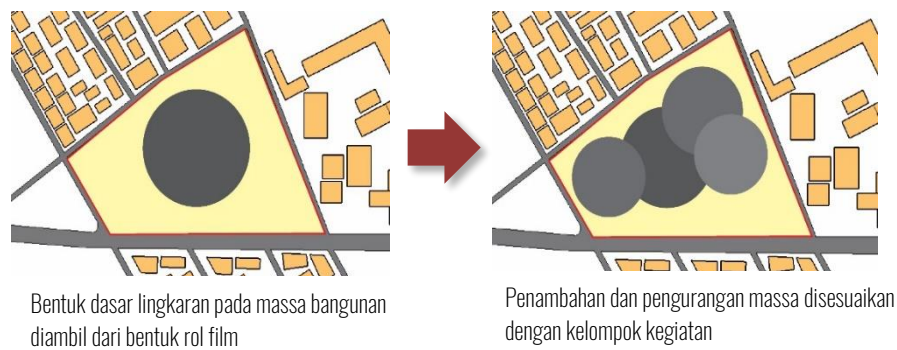 Bentuk dasar lingkaran pada massa bangunan
diambil dari bentuk rol film
Penambahan dan pengurangan massa disesuaikan
dengan kelompok kegiatan